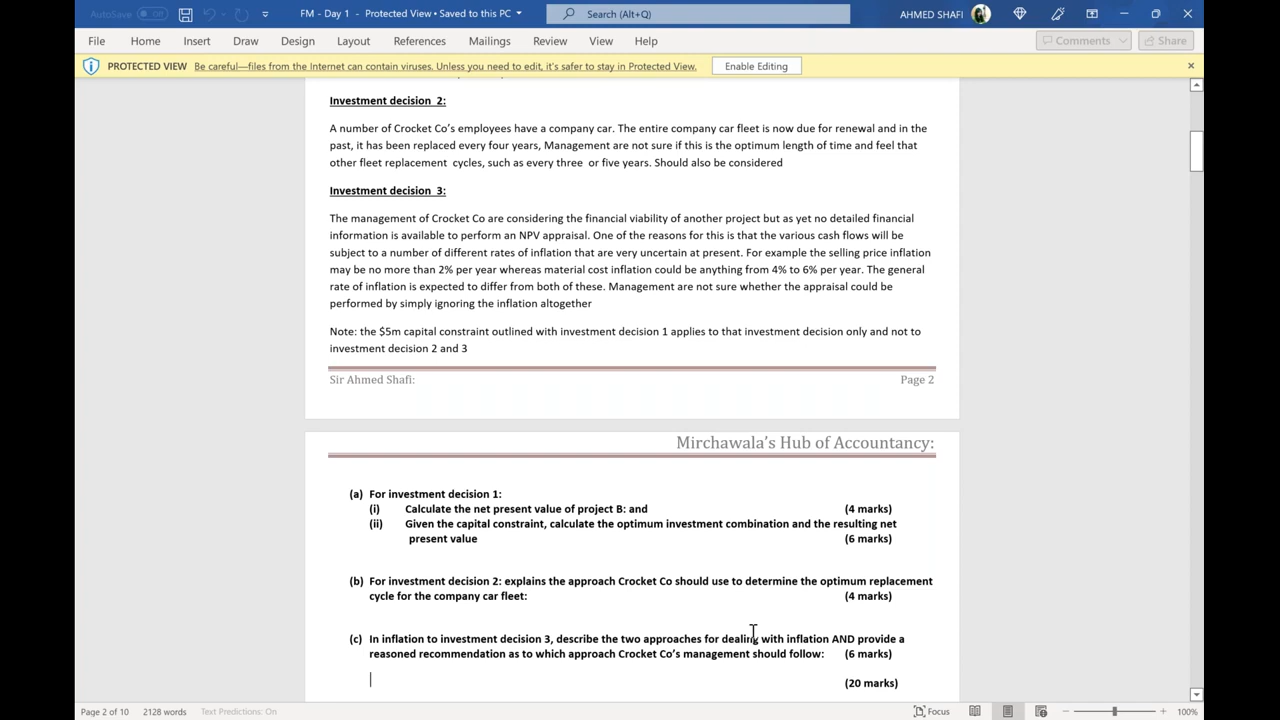 AutoSave Off
FM - Day 1 - Protected View • Saved to this PC
Search (Alt+Q)
AHMED SHAFI
File Home Insert Draw Design Layout References Mailings Review View Help
Comments Share
PROTECTED VIEW Be careful—files from the Internet can contain viruses. Unless you need to edit, it's safer to stay in Protected View. Enable Editing
Investment decision 2:
A number of Crocket Co's employees have a company car. The entire company car fleet is now due for renewal and in the
past, it has been replaced every four years, Management are not sure if this is the optimum length of time and feel that
other fleet replacement cycles, such as every three or five years. Should also be considered
Investment decision 3:
The management of Crocket Co are considering the financial viability of another project but as yet no detailed financial
information is available to perform an NPV appraisal. One of the reasons for this is that the various cash flows will be
subject to a number of different rates of inflation that are very uncertain at present. For example the selling price inflation
may be no more than 2% per year whereas material cost inflation could be anything from 4% to 6% per year. The general
rate of inflation is expected to differ from both of these. Management are not sure whether the appraisal could be
performed by simply ignoring the inflation altogether
Note: the $5m capital constraint outlined with investment decision 1 applies to that investment decision only and not to
investment decision 2 and 3
Sir Ahmed Shafi: Page 2
Mirchawala's Hub of Accountancy:
(a) For investment decision 1:
(i) Calculate the net present value of project B: and (4 marks)
(ii) Given the capital constraint, calculate the optimum investment combination and the resulting net
present value (6 marks)
(b) For investment decision 2: explains the approach Crocket Co should use to determine the optimum replacement
cycle for the company car fleet: (4 marks)
(c) In inflation to investment decision 3, describe the two approaches for dealing with inflation AND provide a
reasoned recommendation as to which approach Crocket Co's management should follow: (6 marks)
(20 marks)
Page 2 of 10 2128 words Text Predictions: On Focus 100%